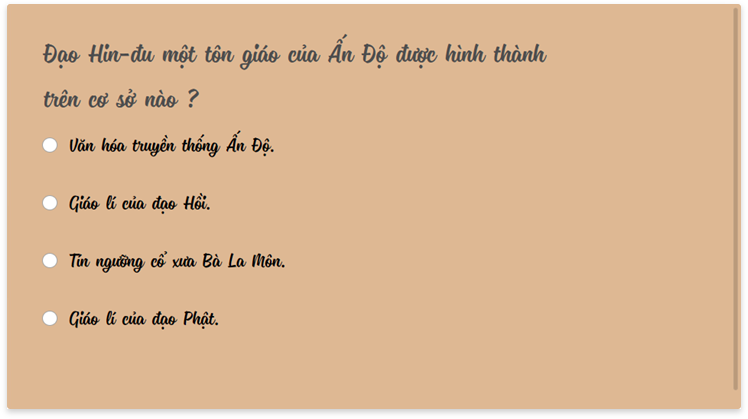 Đạo Hin-đu một tôn giáo của Ấn Độ được hình thành
trên cơ sở nào ?
Văn hóa truyền thống Ấn Độ.
Giáo lí của đạo Hồi.
Tín ngưỡng cổ xưa Bà La Môn.
Giáo lí của đạo Phật.